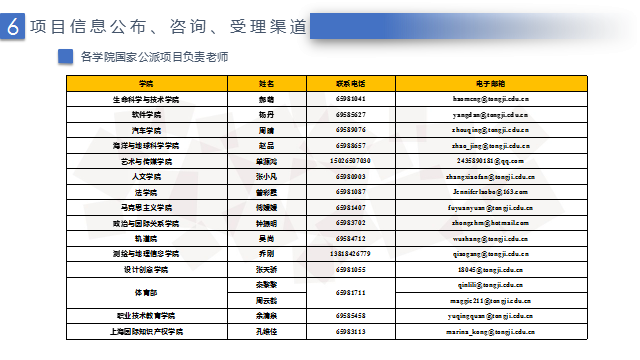 6 项目信息公布、咨询、受理渠道
各学院国家公派项目负责老师
学院 姓名 联系电话 电子邮箱
生命科学与技术学院 郝萌 65981041 haomeng@tongji.edu.cn
软件学院 杨丹 69585627 yangdan@tongji.edu.cn
汽车学院 周晴 69589076 zhouqing@tongji.edu.cn
海洋与地球科学学院 赵晶 65988657 zhao_jing@tongji.edu.cn
艺术与传媒学院 单源鸿 15026507030 2435890181@qq.com
人文学院 张小凡 65980903 zhangxiaofan@tongji.edu.cn
法学院 曾彩霞 65981087 Jenniferlaobo@163.com
马克思主义学院 傅媛媛 65981407 fuyuanyuan@tongji.edu.cn
政治与国际关系学院 钟振明 65983702 zhongzhm@hotmail.com
轨道院 吴尚 69584712 wushang@tongji.edu.cn
测绘与地理信息学院 乔刚 13818426779 qiaogang@tongji.edu.cn
设计创意学院 张天骄 65981055 18045@tongji.edu.cn
体育部 秦黎黎 65981711 qinlili@tongji.edu.cn
周云鹤 maggie211@tongji.edu.cn
职业技术教育学院 余清泉 69585458 yuqingquan@tongji.edu.cn
上海国际知识产权学院 孔维佳 65983113 marina_kong@tongji.edu.cn